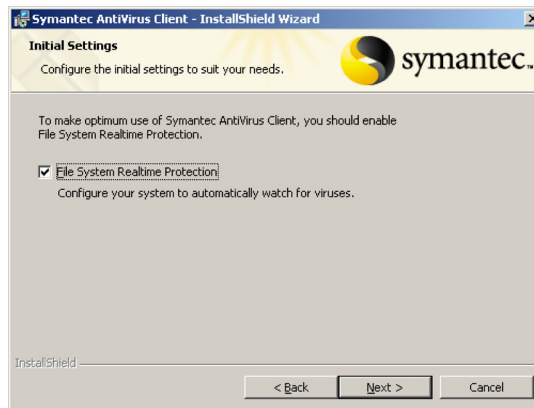 Symantec AntiVirus Client - InstallShield Wizard
Initial Settings
Configure the initial settings to suit your needs.
symantec™
To make optimum use of Symantec AntiVirus Client, you should enable
File System Realtime Protection.
File System Realtime Protection
Configure your system to automatically watch for viruses.
InstallShield
< Back
Next >
Cancel